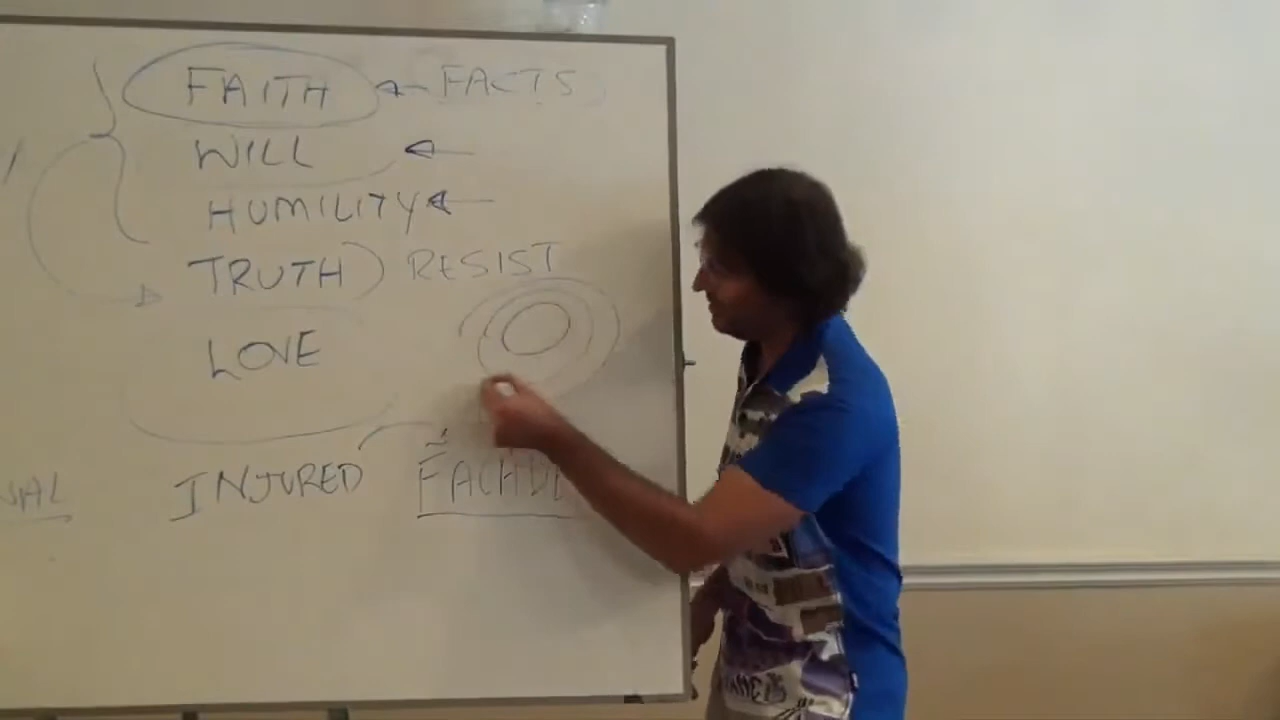 FAITH FACTS
WILL
HUMILITY
TRUTH) RESIST
LOVE
INJURED